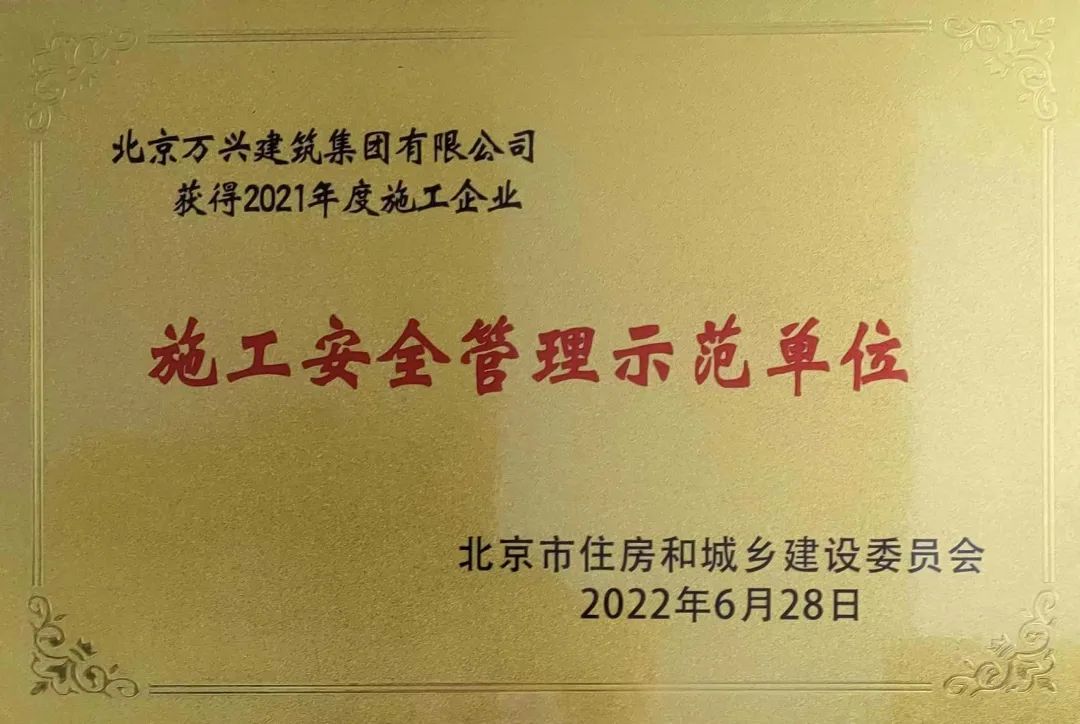 北京万兴建筑集团有限公司
获得2021年度施工企业
施工安全管理示范单位
北京市住房和城乡建设委员会
2022年6月28日